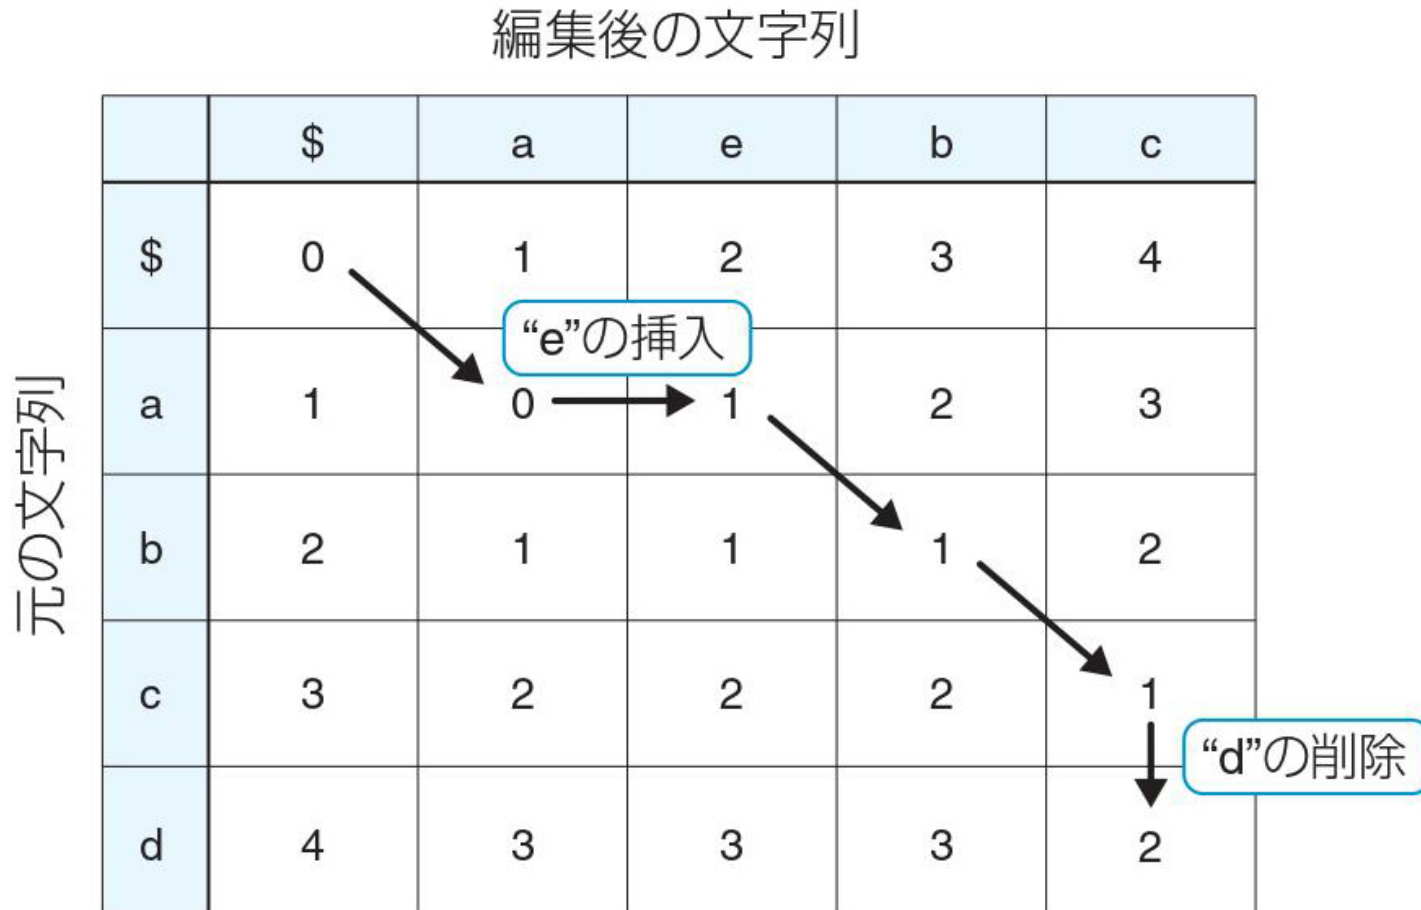 編集後の文字列
$ a e b c
$ 0 1 2 3 4
“e”の挿入
a 1 0 1 2 3
元の文字列
b 2 1 1 1 2
c 3 2 2 2 1
“d”の削除
d 4 3 3 3 2